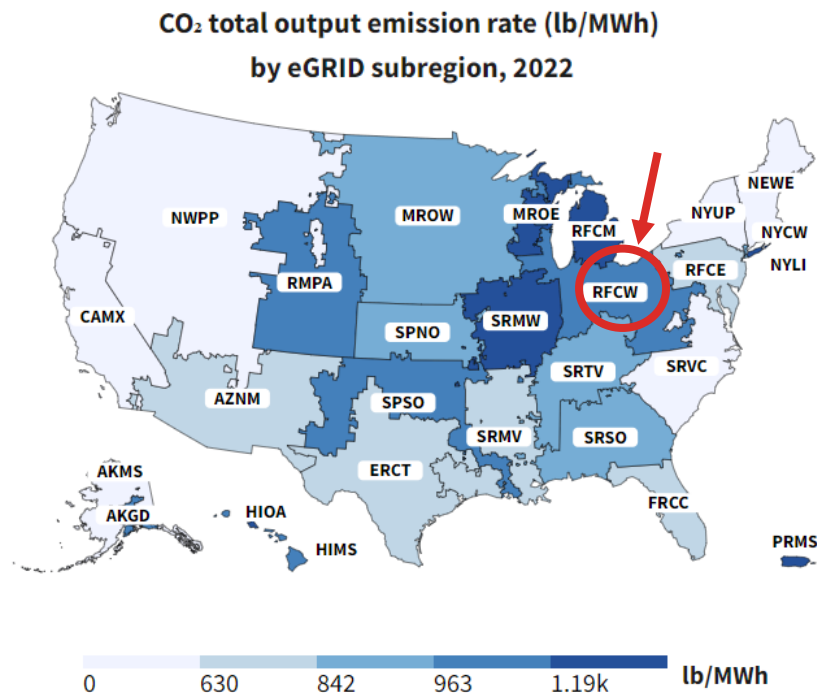 CO₂ total output emission rate (lb/MWh)
by eGRID subregion, 2022
NEWE
NWPP
MROW
MROE
NYUP
RFCM
NYCW
NYLI
RFCE
RMPA
RFCW
CAMX
SPNO
SRMW
SRTV
SRVC
AZNM
SPSO
SRMV
SRSO
ERCT
AKMS
FRCC
AKGD
HIOA
HIMS
PRMS
0
630
842
963
1.19k
lb/MWh